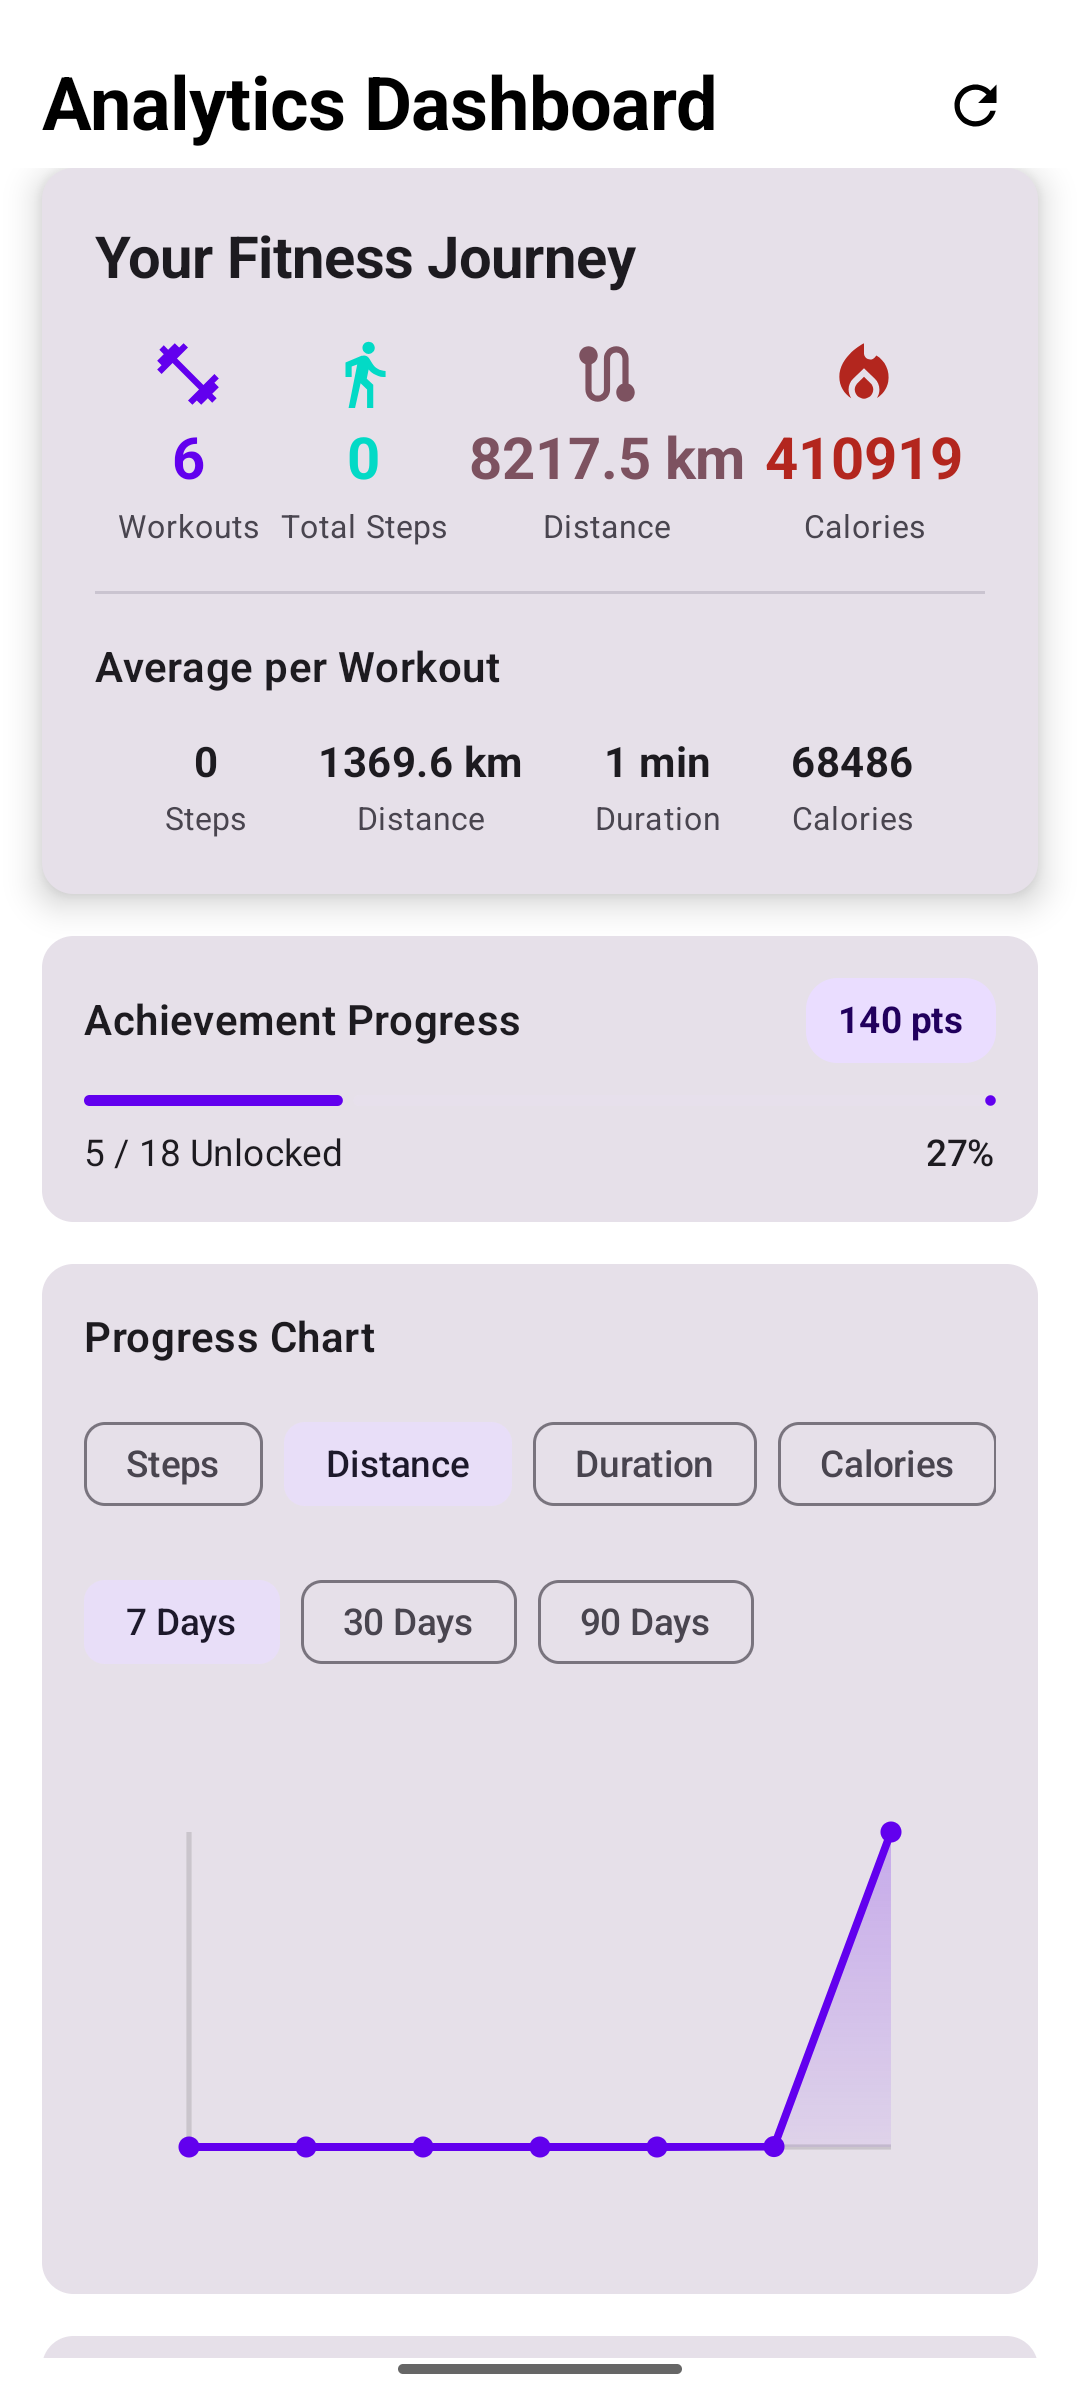 Analytics Dashboard
Your Fitness Journey
6 0 8217.5 km 410919
Workouts Total Steps Distance Calories
Average per Workout
0 1369.6 km 1 min 68486
Steps Distance Duration Calories
Achievement Progress 140 pts
5 / 18 Unlocked 27%
Progress Chart
Steps Distance Duration Calories
7 Days 30 Days 90 Days